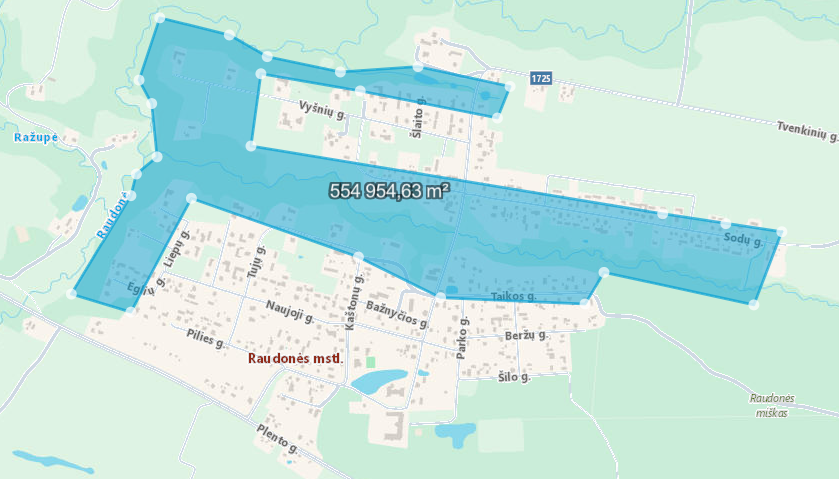 1725
Tvenkinių g.
Vyšnių g.
Šlaito g.
Ražupė
554 954,63 m²
Raudonė
Sodų g.
Liepų g.
Tujų g.
Eglių g.
Kaštonų g.
Taikos g.
Naujoji g.
Bažnyčios g.
Parko g.
Beržų g.
Pilies g.
Raudonės mstl.
Šilo g.
Raudonės
miškas
Plento g.